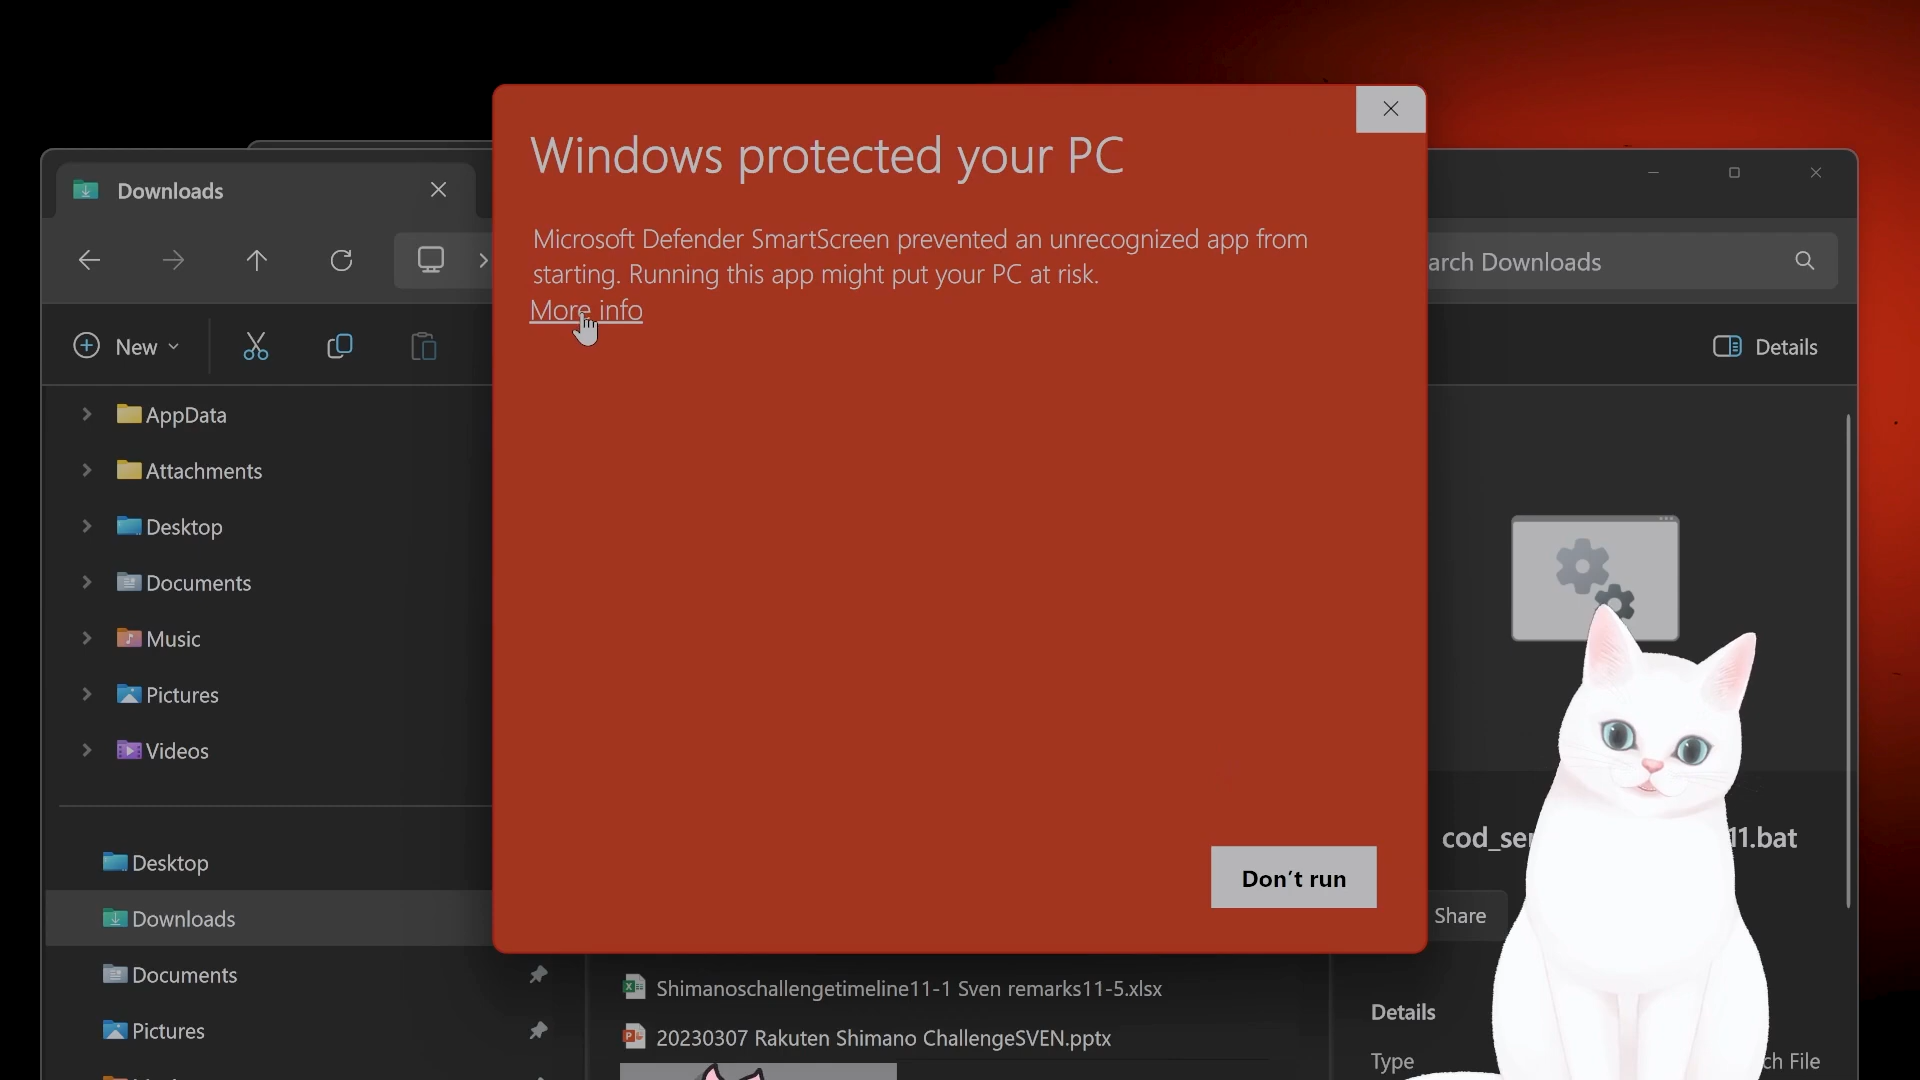 Windows protected your PC
Microsoft Defender SmartScreen prevented an unrecognized app from
starting. Running this app might put your PC at risk.
More info
Don't run
Downloads
arch Downloads
New
Details
AppData
Attachments
Desktop
Documents
Music
Pictures
Videos
Desktop
Downloads
Documents
Pictures
Shimanoschallengetimeline11-1 Sven remarks11-5.xlsx
20230307 Rakuten Shimano ChallengeSVEN.pptx
cod_se 11.bat
Share
Details
Type ch File